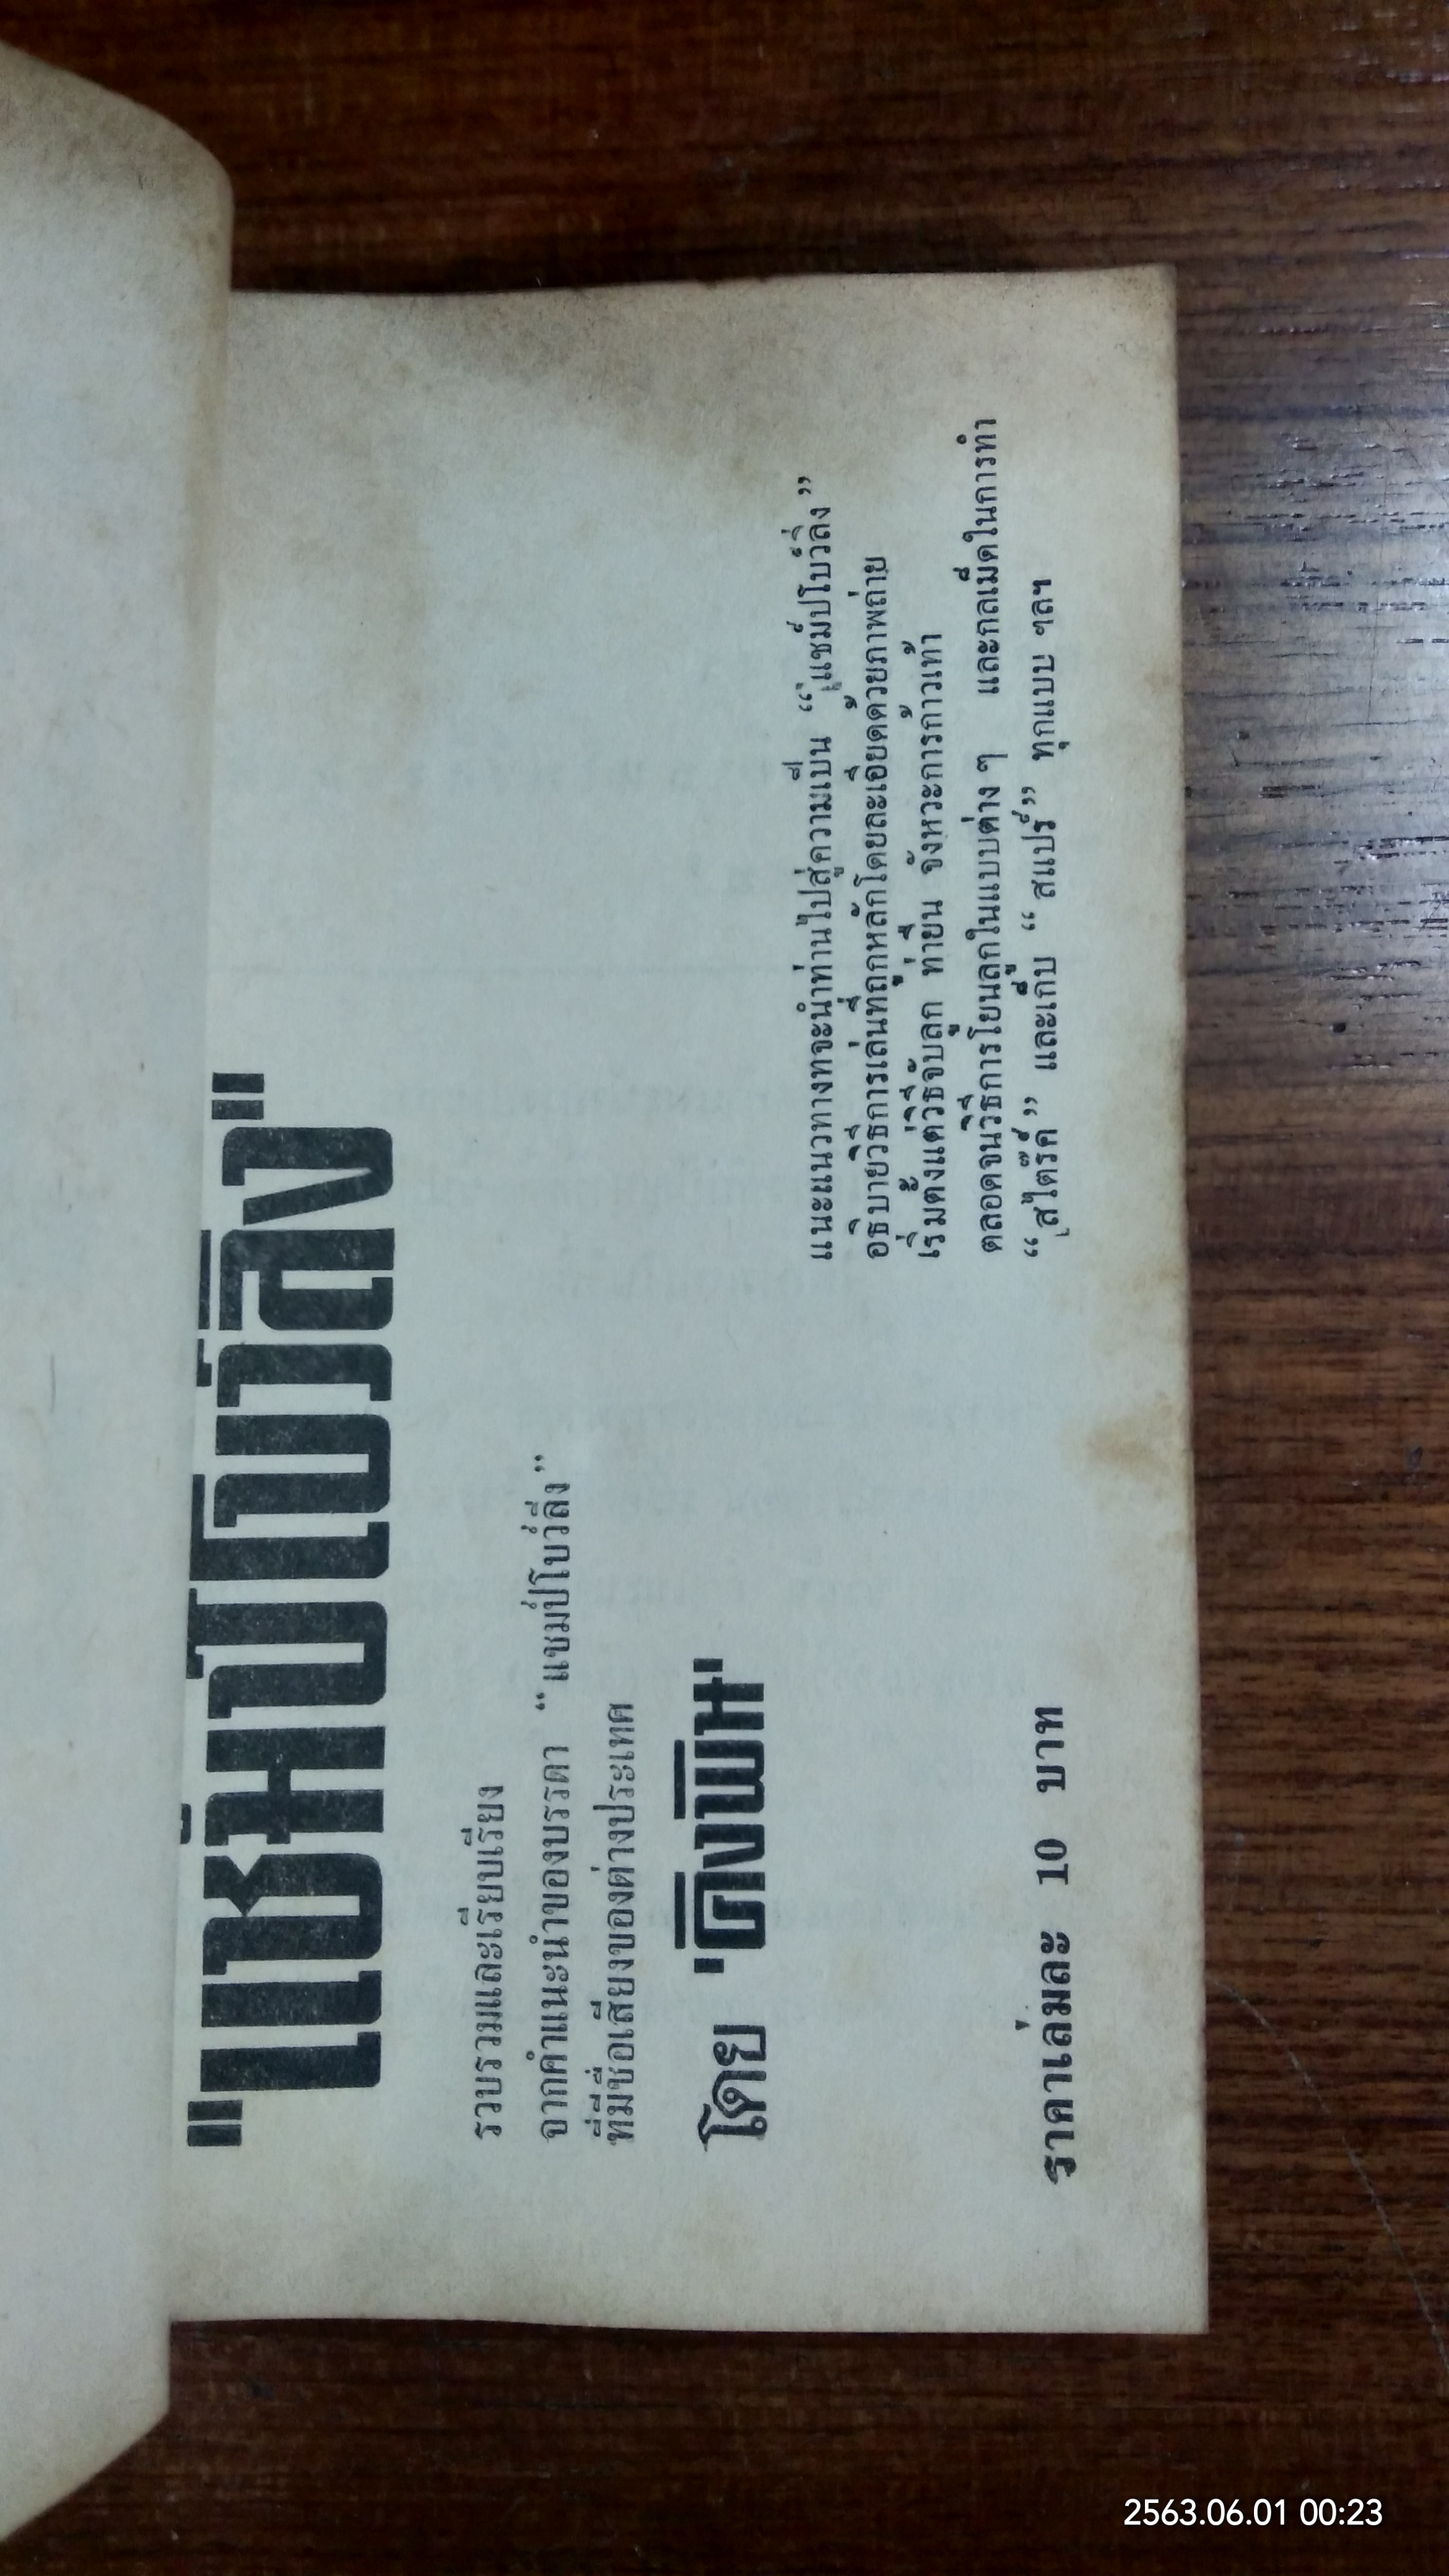 "แชมป์โบว์ลิ่ง"
รวบรวมและเรียบเรียง
จากคำแนะนำของบรรดา “ แชมป์โบว์ลิ่ง ”
ที่มีชื่อเสียงของต่างประเทศ
โดย 'คิงพิน'
ราคาเล่มละ 10 บาท
แนะแนวทางที่จะนำท่านไปสู่ความเป็น “ แชมป์โบว์ลิ่ง ”
อธิบายวิธีการเล่นที่ถูกหลักโดยละเอียดด้วยภาพถ่าย
เริ่มตั้งแต่วิธีจับลูก ท่ายืน จังหวะการก้าวเท้า
ตลอดจนวิธีการโยนลูกในแบบต่าง ๆ และกลเม็ดในการทำ
“ สไตร๊ค์ ” และเก็บ “ สแปร์ ” ทุกแบบ ฯลฯ
2563.06.01 00:23